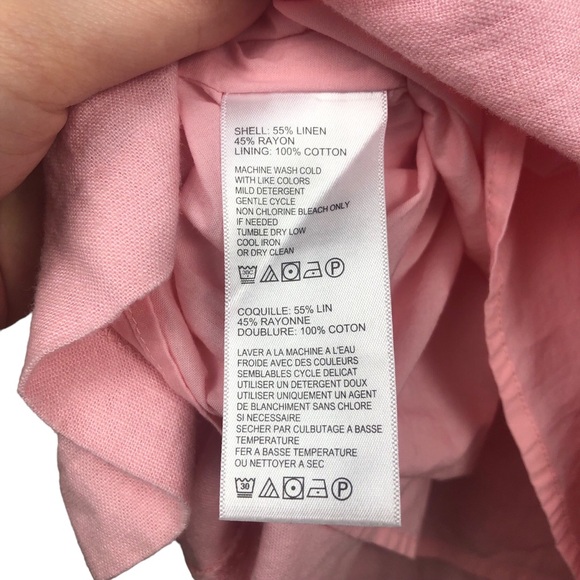 SHELL: 55% LINEN
45% RAYON
LINING: 100% COTTON
MACHINE WASH COLD
WITH LIKE COLORS
MILD DETERGENT
GENTLE CYCLE
NON CHLORINE BLEACH ONLY
IF NEEDED
TUMBLE DRY LOW
COOL IRON
OR DRY CLEAN
30 P
COQUILLE: 55% LIN
45% RAYONNE
DOUBLURE: 100% COTON
LAVER A LA MACHINE A L'EAU
FROIDE AVEC DES COULEURS
SEMBLABLES CYCLE DELICAT
UTILISER UN DETERGENT DOUX
UTILISER UNIQUEMENT UN AGENT
DE BLANCHIMENT SANS CHLORE
SI NÉCESSAIRE
SECHER PAR CULBUTAGE A BASSE
TEMPERATURE
FER A BASSE TEMPERATURE
OU NETTOYER A SEC
30 P